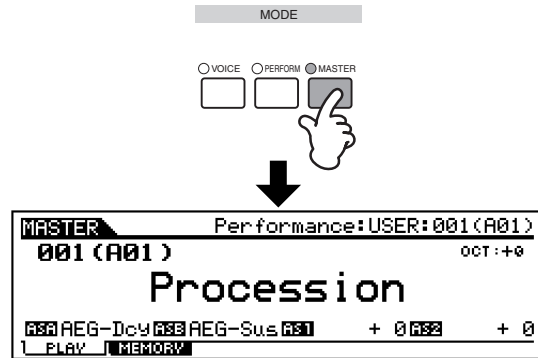 MODE
VOICE PERFORM MASTER
MASTER Performance:USER:001(A01)
001(A01) OCT:+0
Procession
ASA AEG-Dcy ASB AEG-Sus AS1 + 0 AS2 + 0
PLAY MEMORY